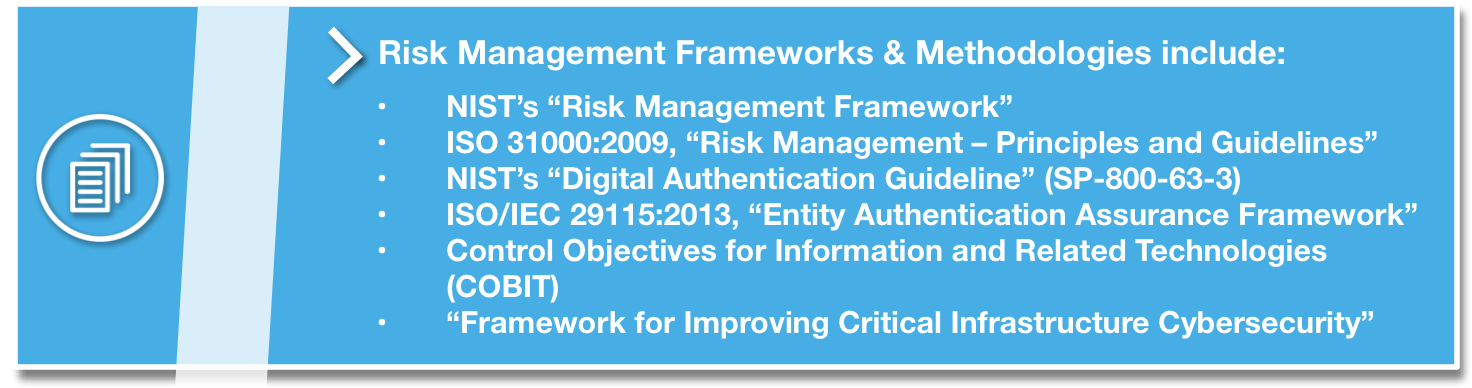 Risk Management Frameworks & Methodologies include:
• NIST’s “Risk Management Framework”
• ISO 31000:2009, “Risk Management – Principles and Guidelines”
• NIST’s “Digital Authentication Guideline” (SP-800-63-3)
• ISO/IEC 29115:2013, “Entity Authentication Assurance Framework”
• Control Objectives for Information and Related Technologies
(COBIT)
• “Framework for Improving Critical Infrastructure Cybersecurity”